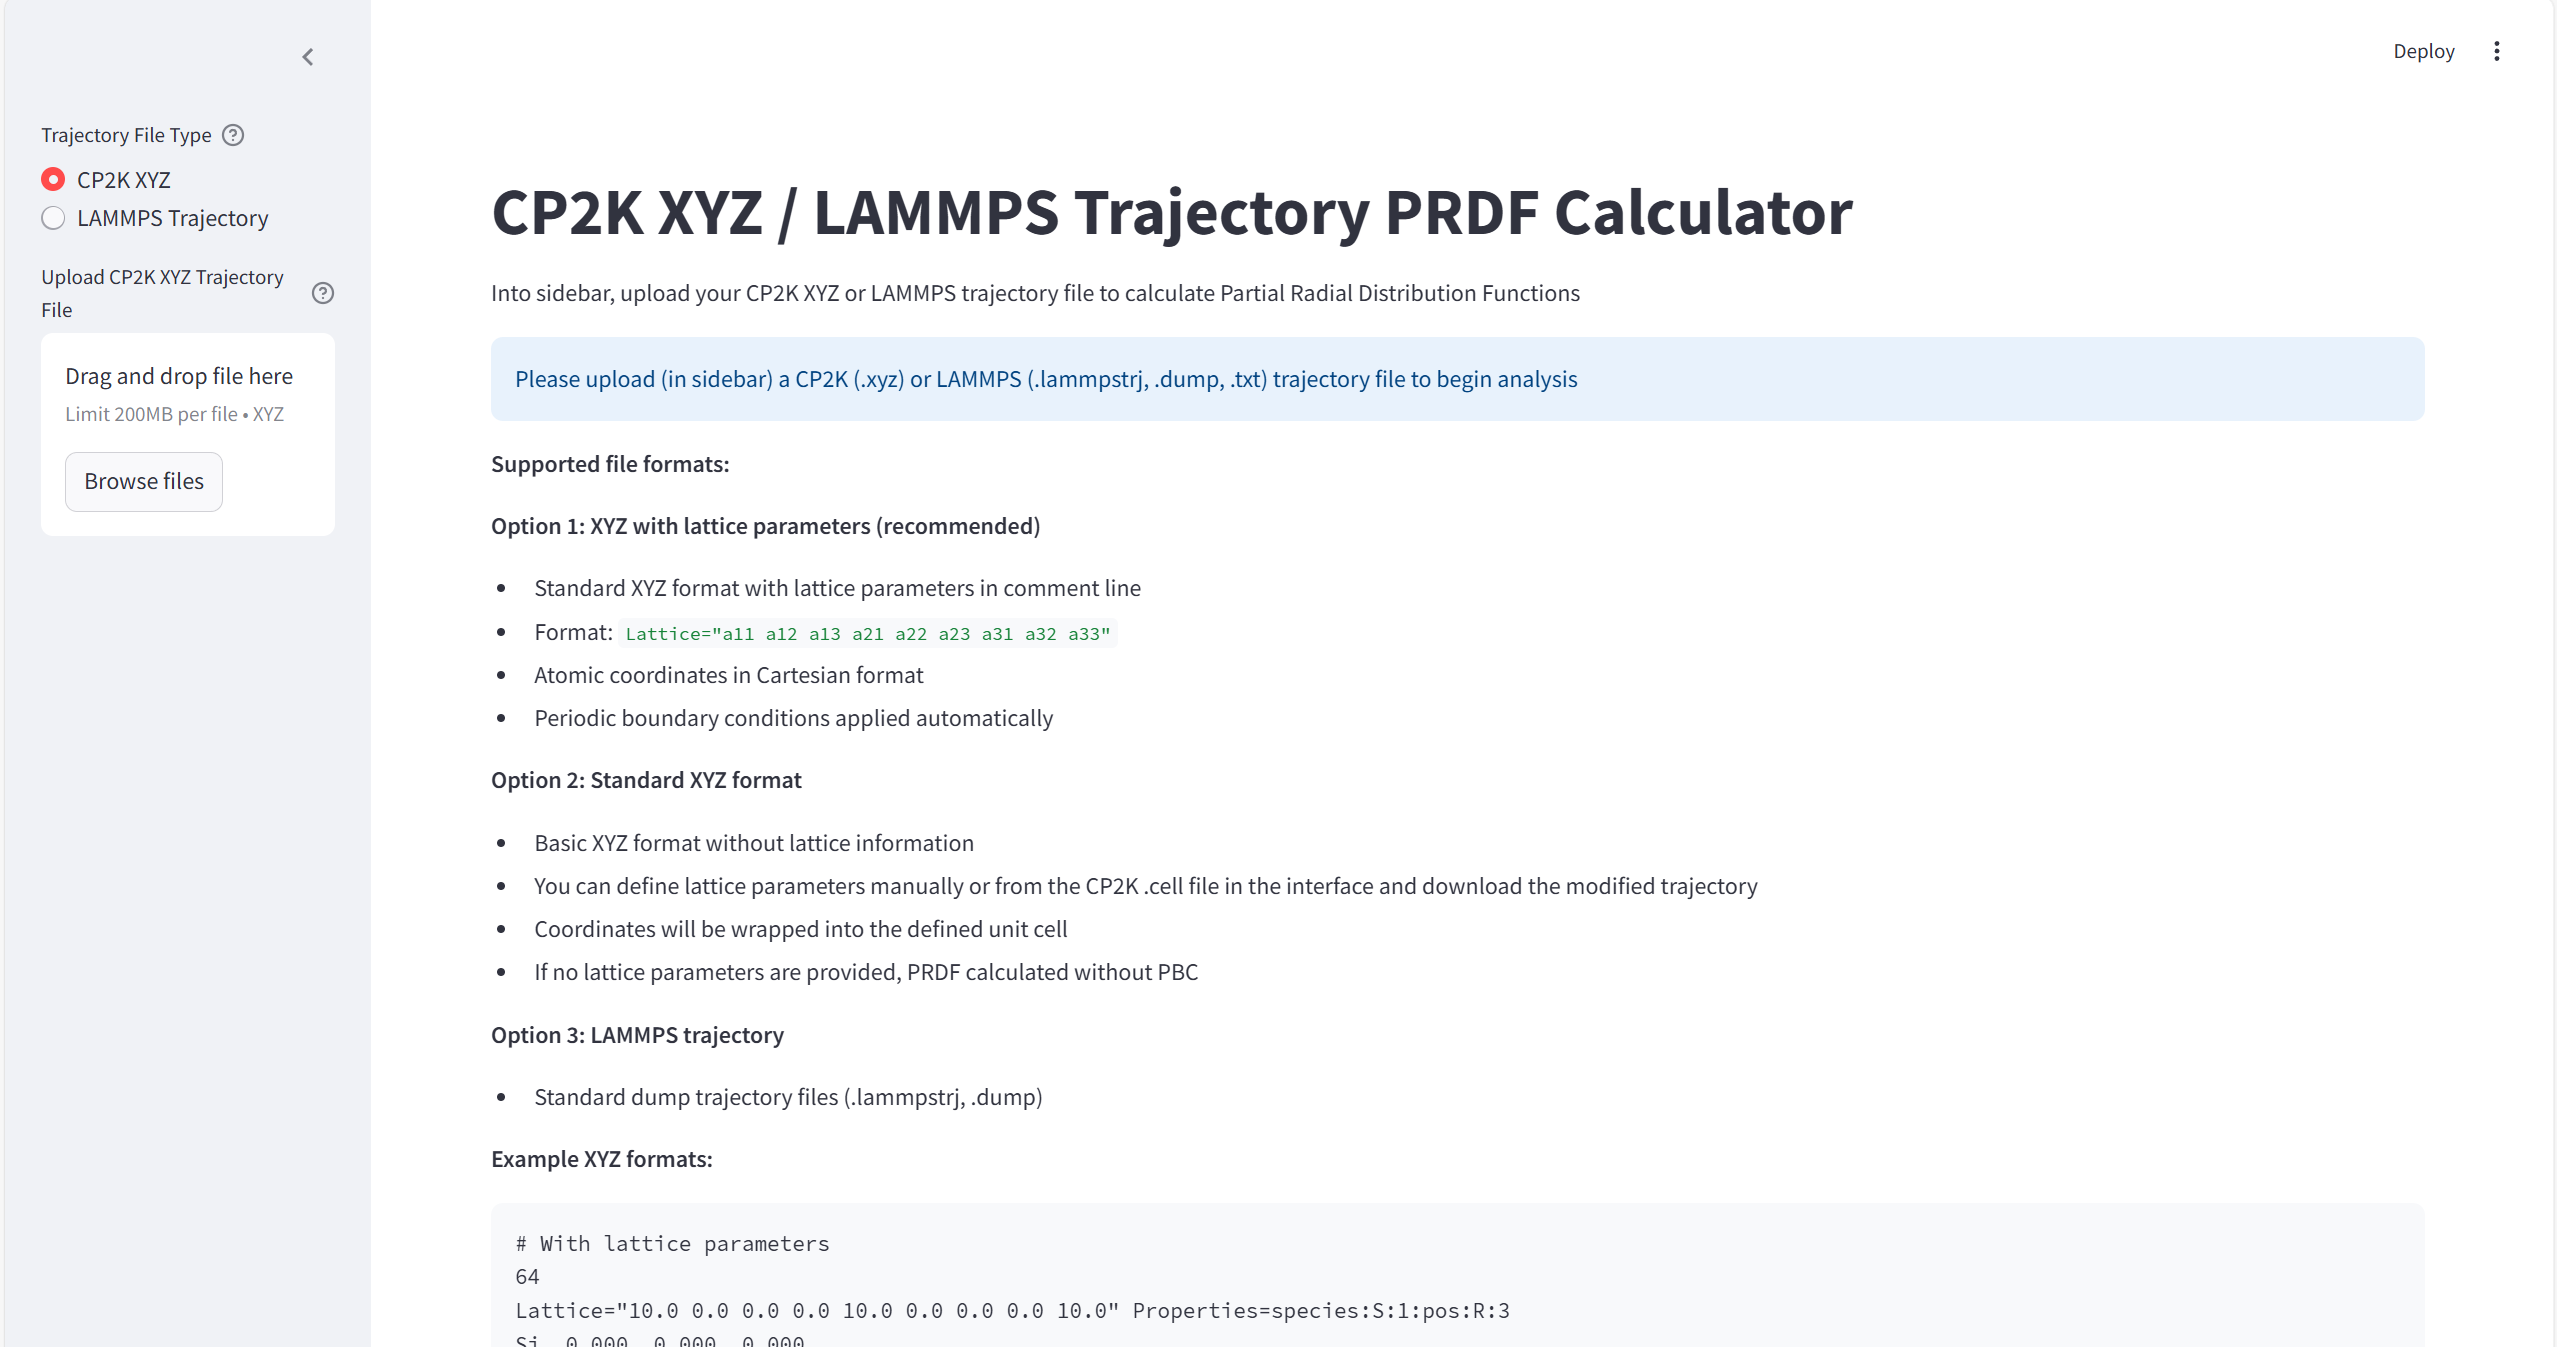 Deploy
Trajectory File Type
CP2K XYZ
LAMMPS Trajectory
Upload CP2K XYZ Trajectory
File
Drag and drop file here
Limit 200MB per file • XYZ
Browse files
CP2K XYZ / LAMMPS Trajectory PRDF Calculator
Into sidebar, upload your CP2K XYZ or LAMMPS trajectory file to calculate Partial Radial Distribution Functions
Please upload (in sidebar) a CP2K (.xyz) or LAMMPS (.lammpstrj, .dump, .txt) trajectory file to begin analysis
Supported file formats:
Option 1: XYZ with lattice parameters (recommended)
• Standard XYZ format with lattice parameters in comment line
• Format: Lattice="a11 a12 a13 a21 a22 a23 a31 a32 a33"
• Atomic coordinates in Cartesian format
• Periodic boundary conditions applied automatically
Option 2: Standard XYZ format
• Basic XYZ format without lattice information
• You can define lattice parameters manually or from the CP2K .cell file in the interface and download the modified trajectory
• Coordinates will be wrapped into the defined unit cell
• If no lattice parameters are provided, PRDF calculated without PBC
Option 3: LAMMPS trajectory
• Standard dump trajectory files (.lammpstrj, .dump)
Example XYZ formats:
# With lattice parameters
64
Lattice="10.0 0.0 0.0 0.0 10.0 0.0 0.0 0.0 10.0" Properties=species:S:1:pos:R:3
Si 0.000 0.000 0.000